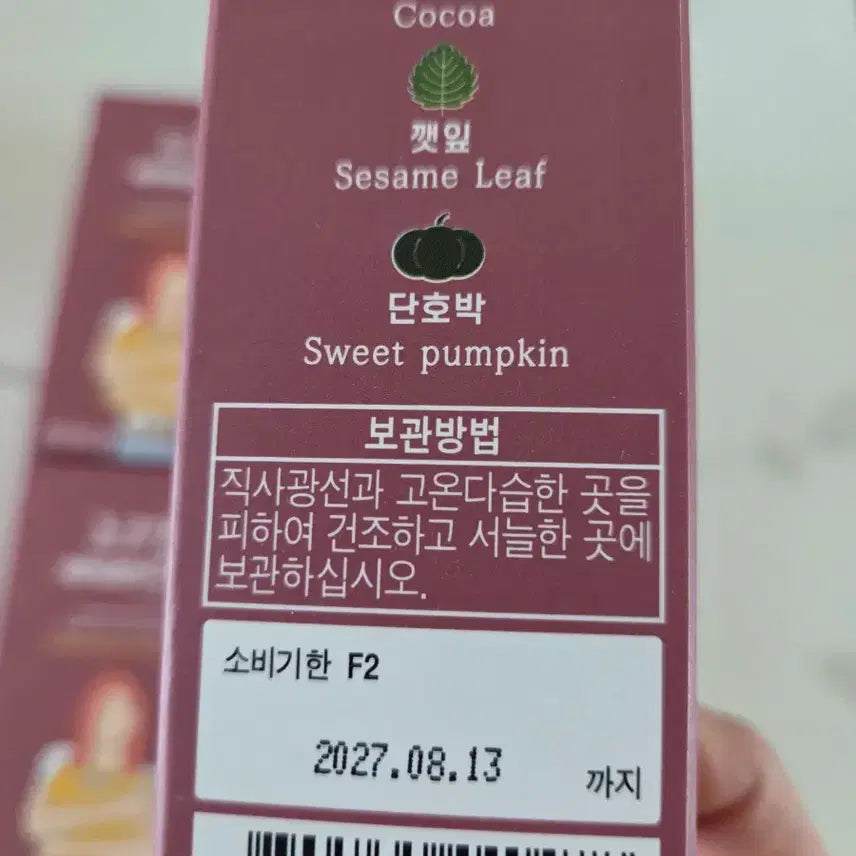 Cocoa
깻잎
Sesame Leaf
단호박
Sweet pumpkin
보관방법
직사광선과 고온다습한 곳을
피하여 건조하고 서늘한 곳에
보관하십시오.
소비기한 F2
2027.08.13
까지